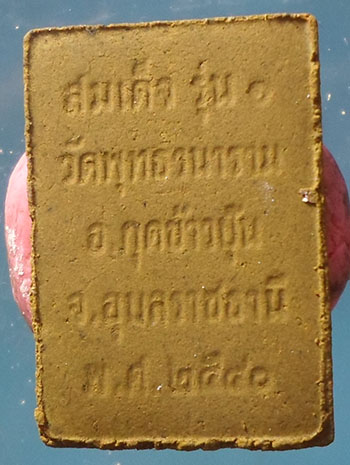 สมเด็จ รุ่น ๑
วัดพุทธวนาราม
อ.กุดข้าวปุ้น
จ.อุบลราชธานี
พ.ศ.๒๕๔๐